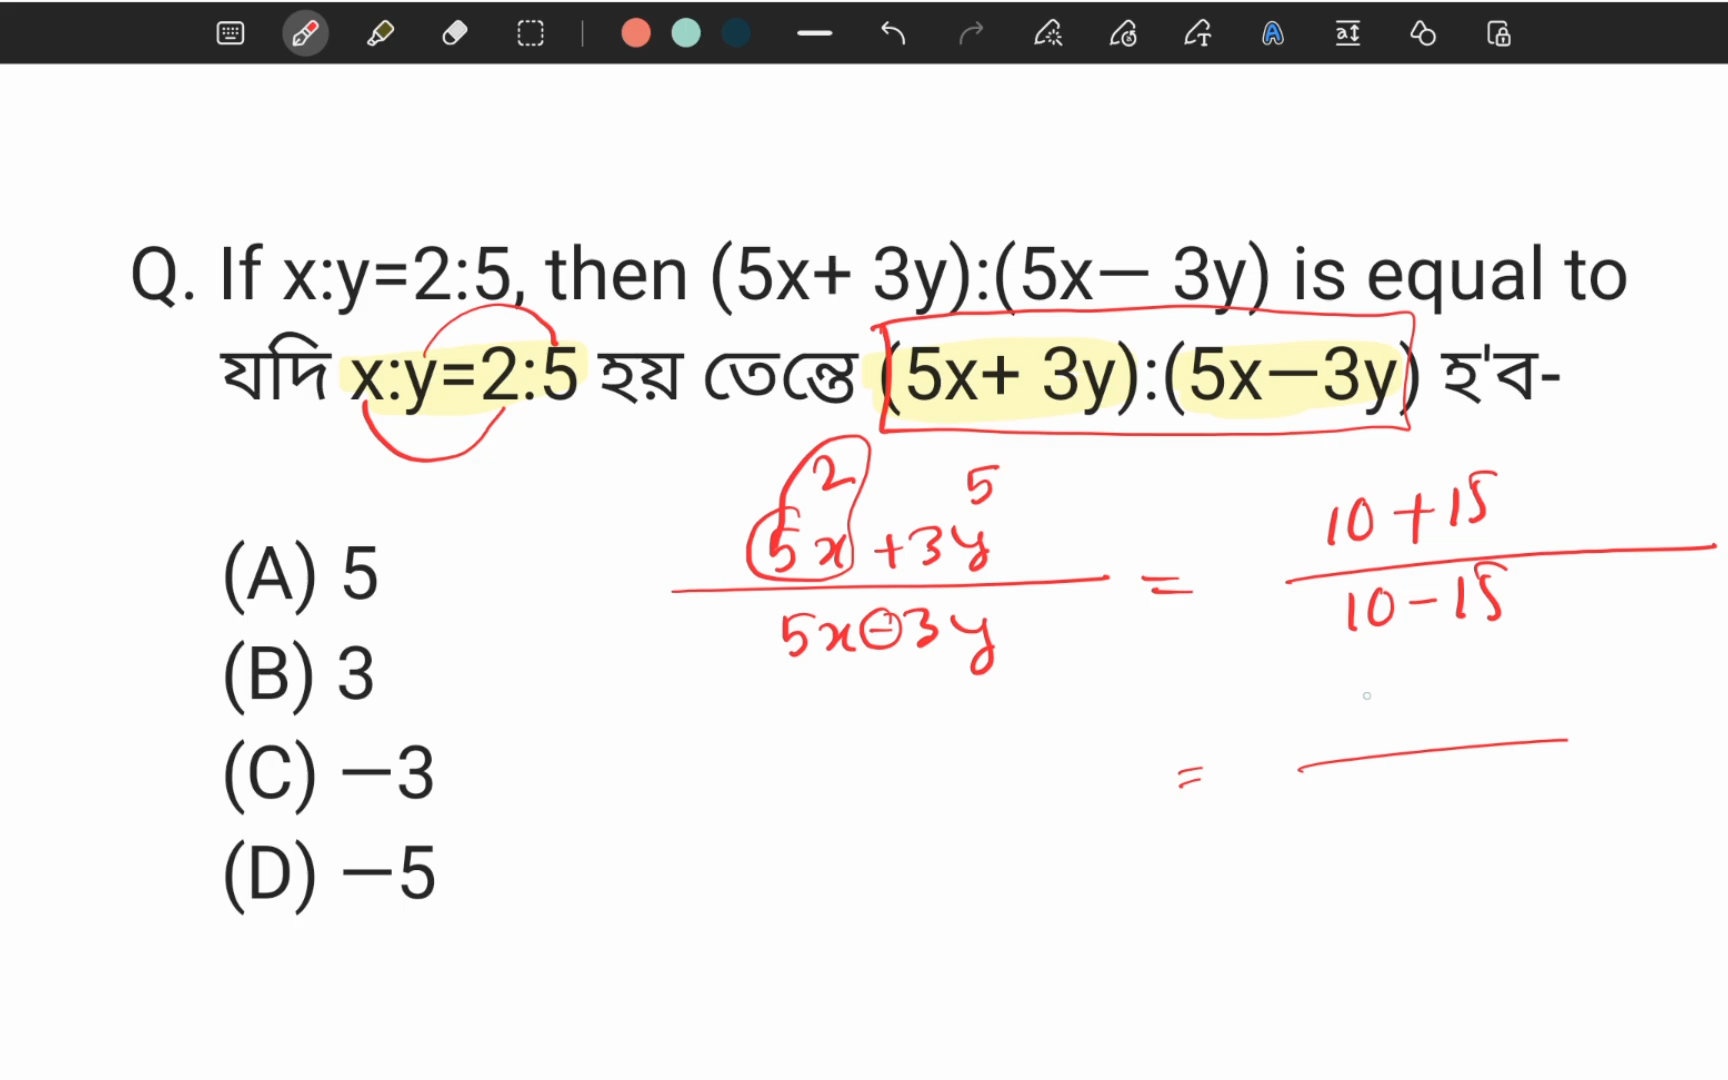 Q. If x:y=2:5, then (5x+ 3y):(5x— 3y) is equal to
যদি x:y=2:5 হয় তেন্তে (5x+ 3y):(5x—3y) হ'ব-
2 5
5x +3y
5x-3y
=
10 +15
10-15
=
(A) 5
(B) 3
(C) —3
(D) —5